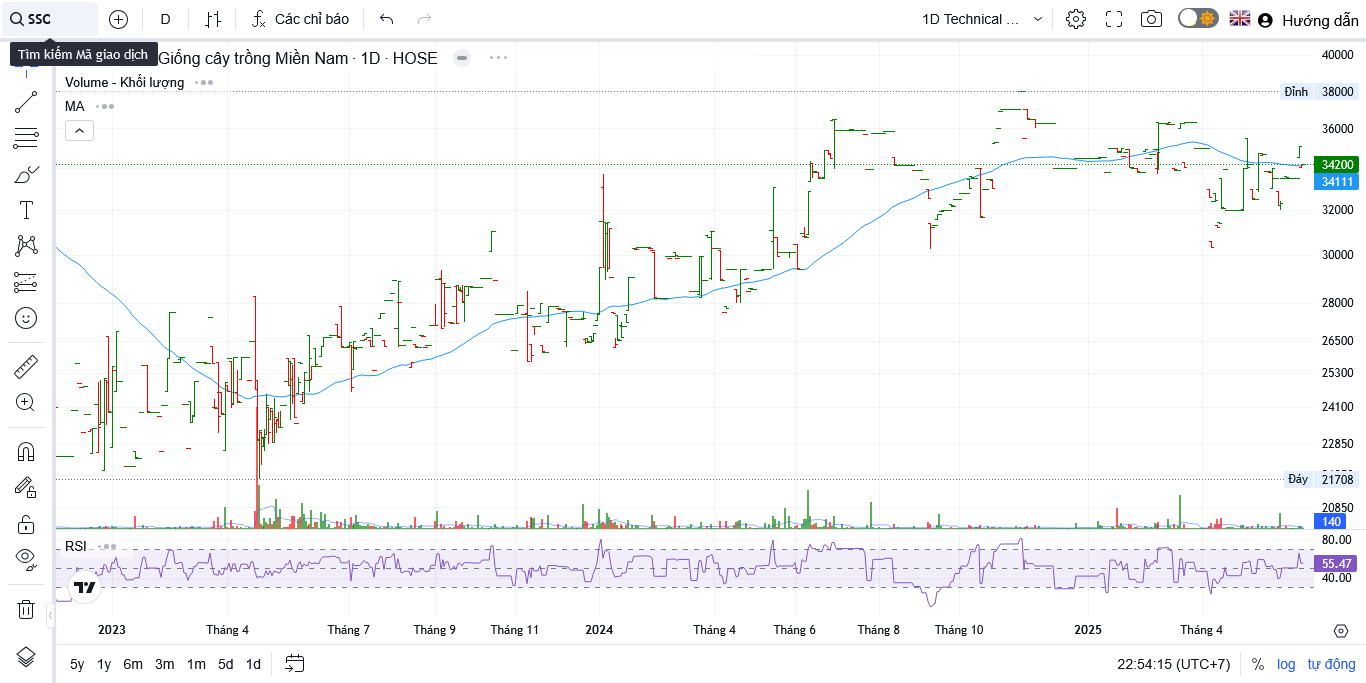 SSC
D
Các chỉ báo
1D Technical ...
Hướng dẫn
Tìm kiếm Mã giao dịch
Giống cây trồng Miền Nam · 1D · HOSE
Volume - Khối lượng
MA
40000
Đỉnh 38000
36000
34200
34111
32000
30000
28000
26500
25300
24100
22850
Đáy 21708
20850
140
RSI
80.00
55.47
40.00
2023 Tháng 4 Tháng 7 Tháng 9 Tháng 11 2024 Tháng 4 Tháng 6 Tháng 8 Tháng 10 2025 Tháng 4
5y 1y 6m 3m 1m 5d 1d
22:54:15 (UTC+7) % log tự động